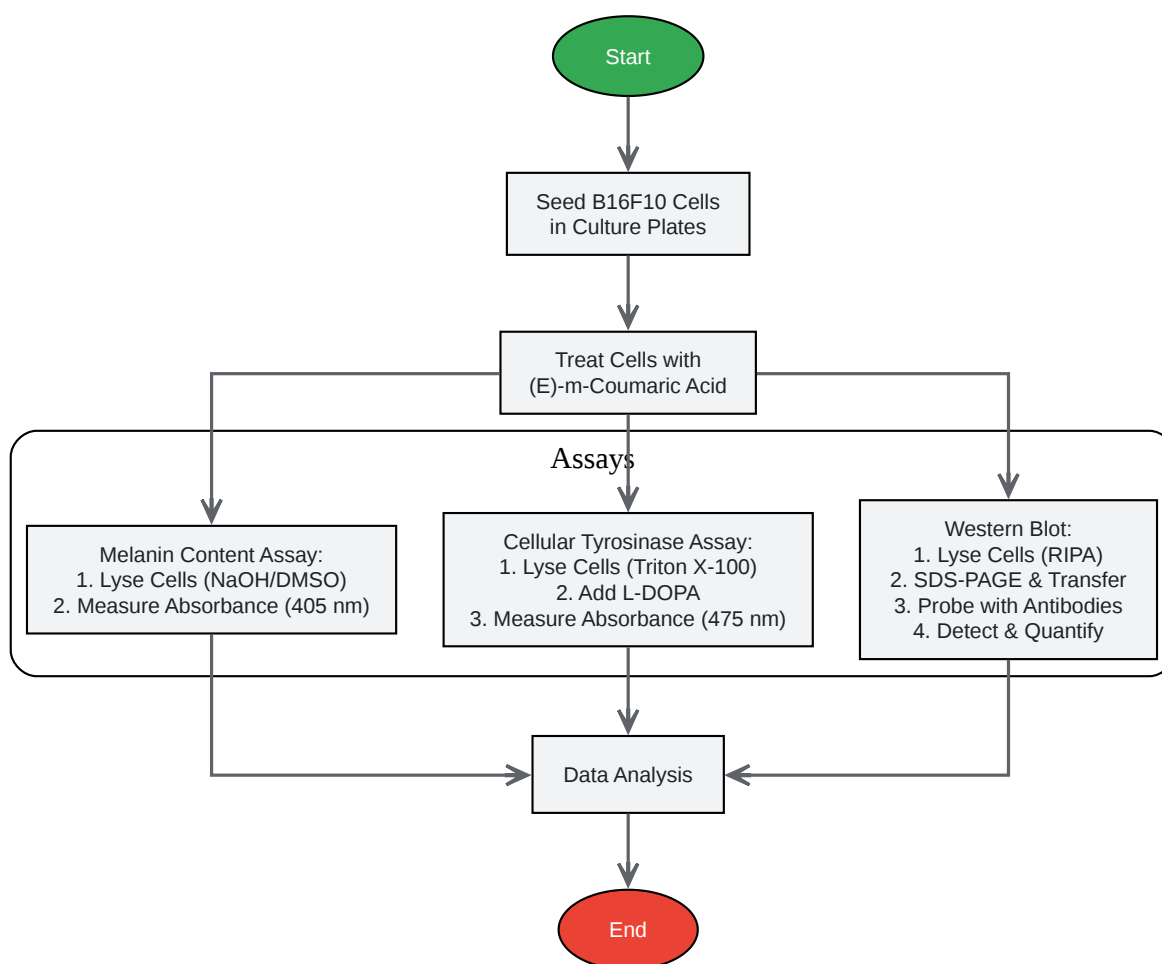 Start
Seed B16F10 Cells
in Culture Plates
Treat Cells with
(E)-m-Coumaric Acid
Assays
Melanin Content Assay:
1. Lyse Cells (NaOH/DMSO)
2. Measure Absorbance (405 nm)
Cellular Tyrosinase Assay:
1. Lyse Cells (Triton X-100)
2. Add L-DOPA
3. Measure Absorbance (475 nm)
Western Blot:
1. Lyse Cells (RIPA)
2. SDS-PAGE & Transfer
3. Probe with Antibodies
4. Detect & Quantify
Data Analysis
End